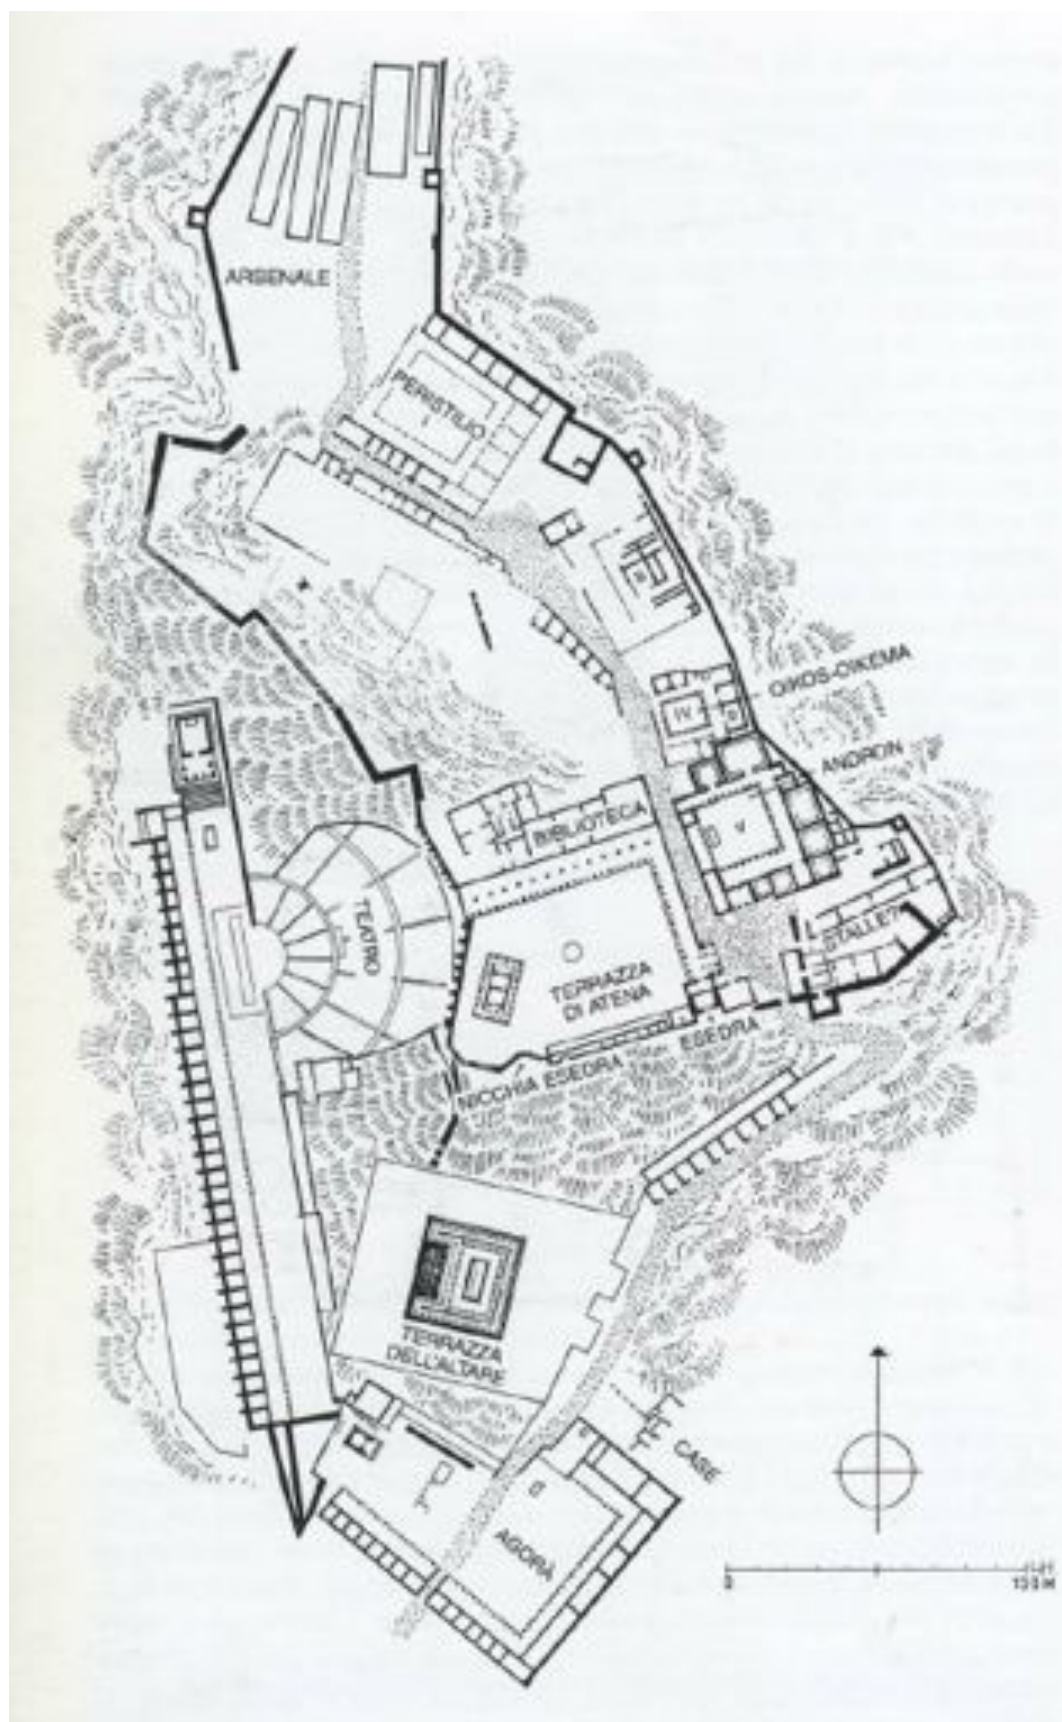 ARSENALE
PERISTILIO
I
III
OIKOS-OIKEMA
IV
ANDRON
V
BIBLIOTECA
TEATRO
STALLE?
TERRAZZA
DI ATENA
ESEDRA
NICCHIA ESEDRA
TERRAZZA
DELL'ALTARE
CASE
AGORÀ
0
100 M